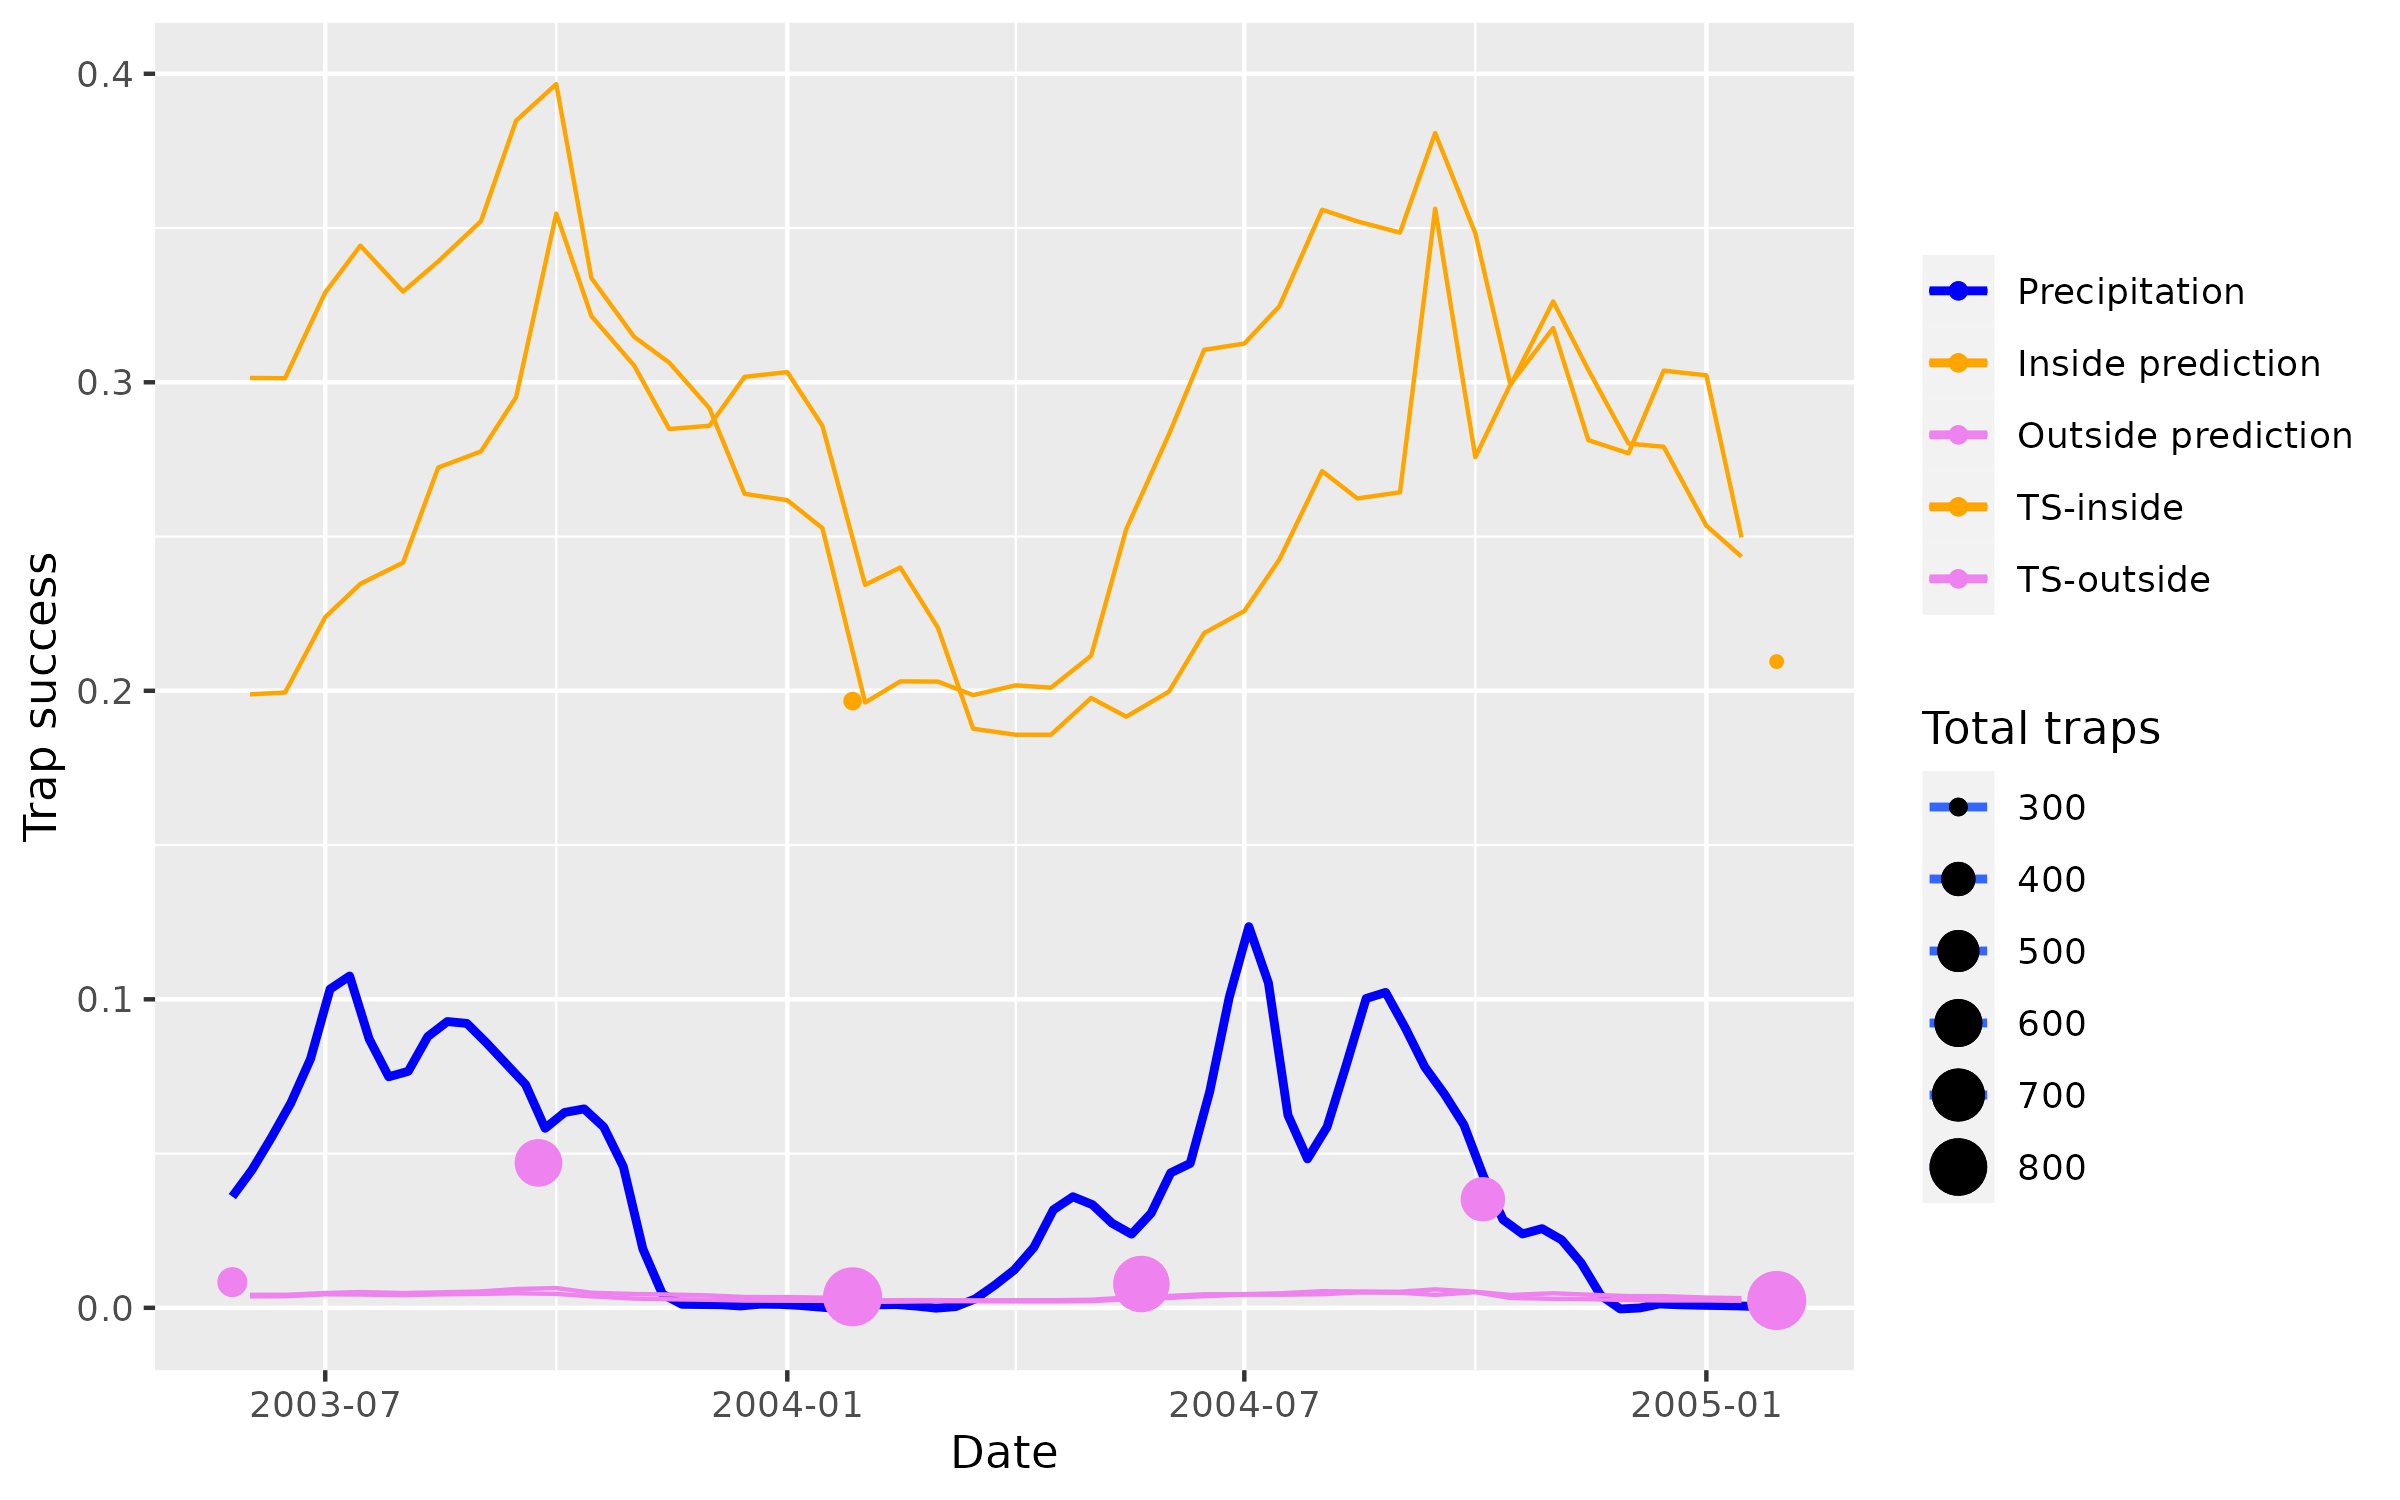 0.4
0.3
0.2
0.1
0.0
Trap success
2003-07
2004-01
2004-07
2005-01
Date
Precipitation
Inside prediction
Outside prediction
TS-inside
TS-outside
Total traps
300
400
500
600
700
800